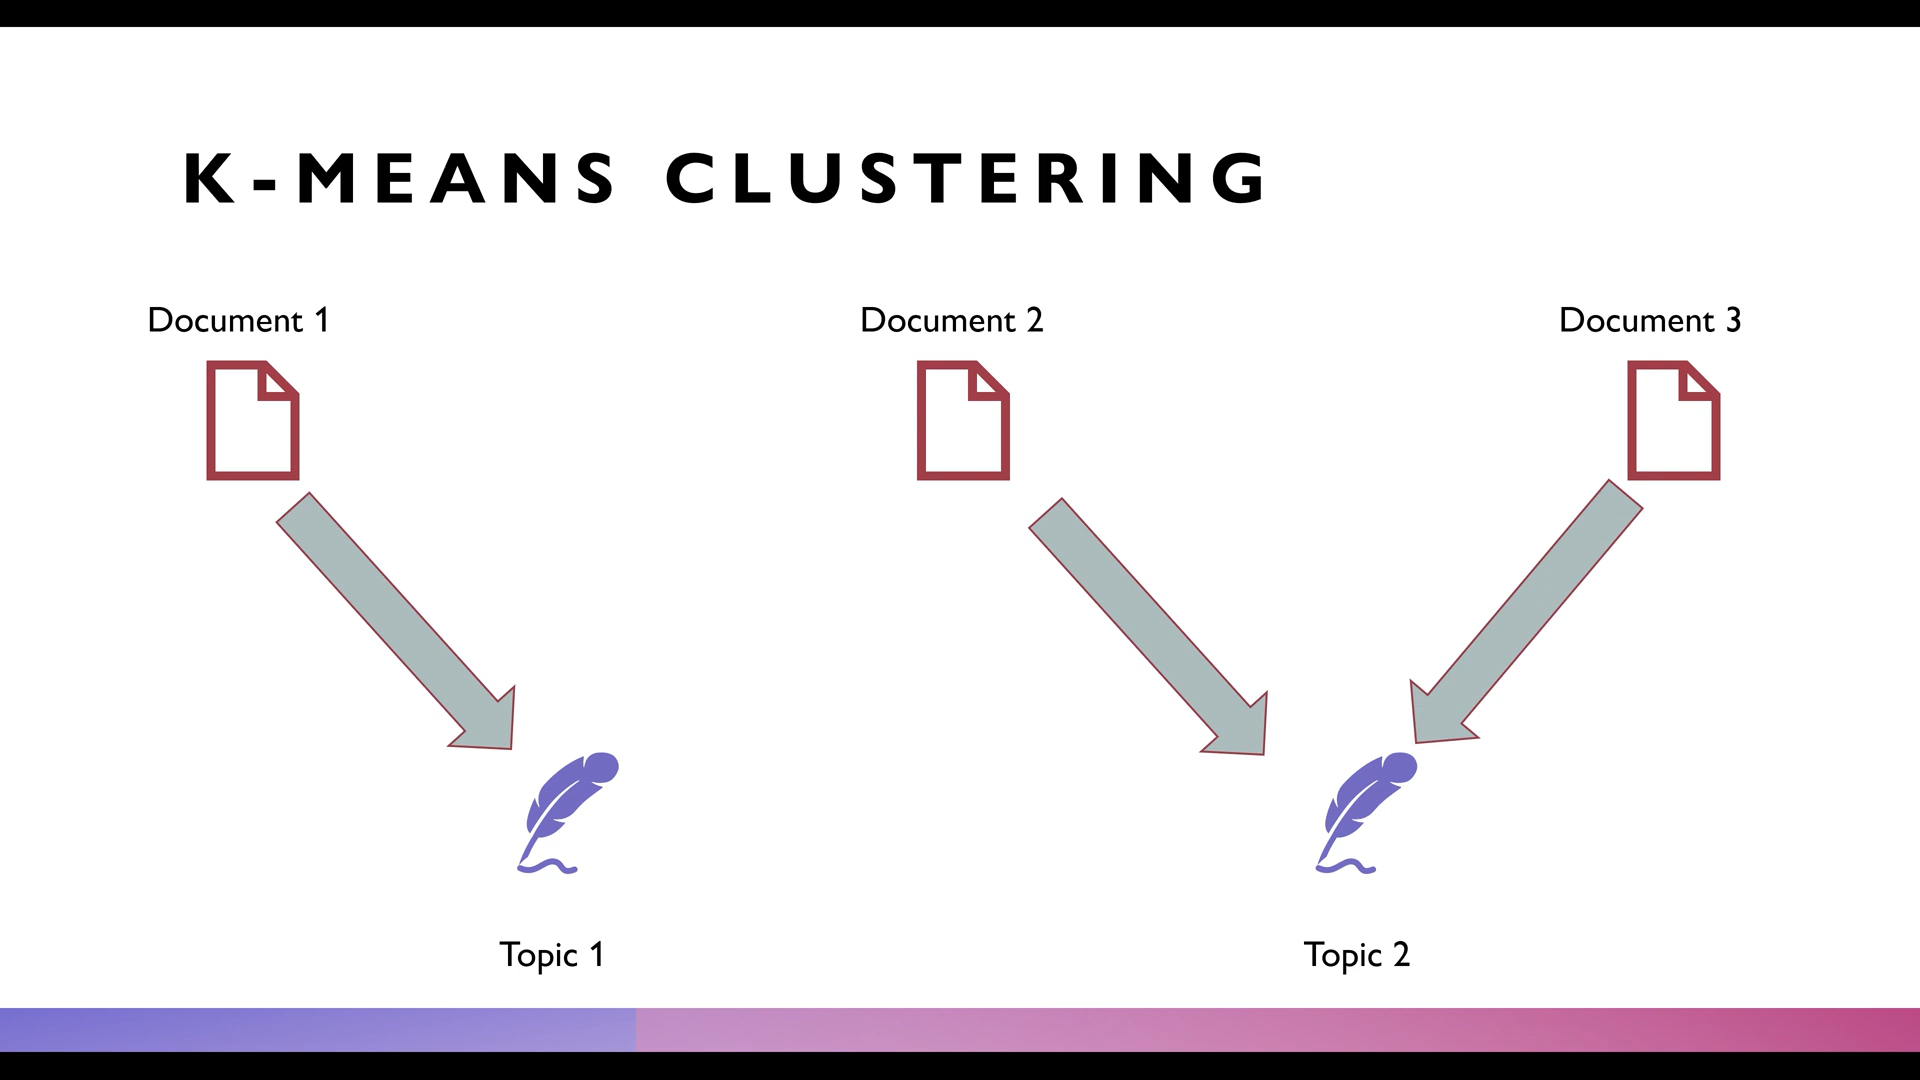 K-MEANS CLUSTERING
Document 1
Document 2
Document 3
Topic 1
Topic 2